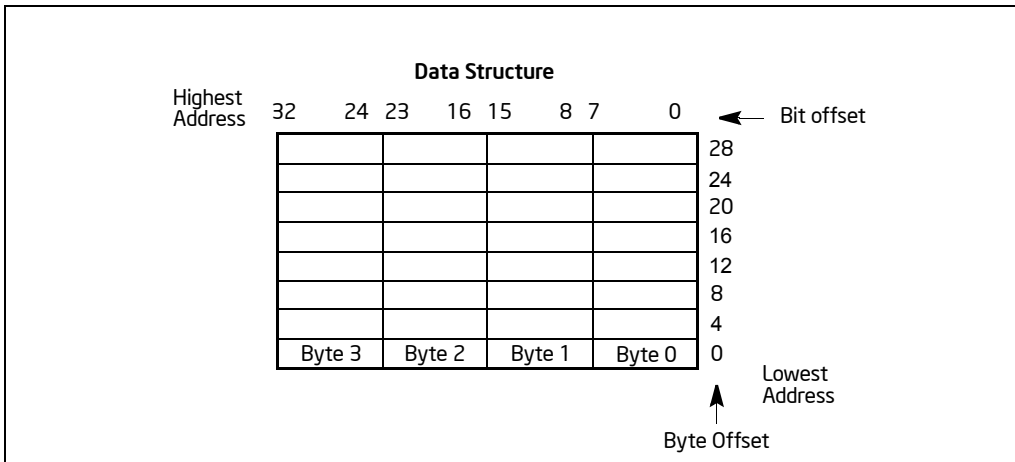 Data Structure
Highest
Address
32 24 23 16 15 8 7 0
Bit offset
28
24
20
16
12
8
4
Byte 3 Byte 2 Byte 1 Byte 0 0
Lowest
Address
Byte Offset